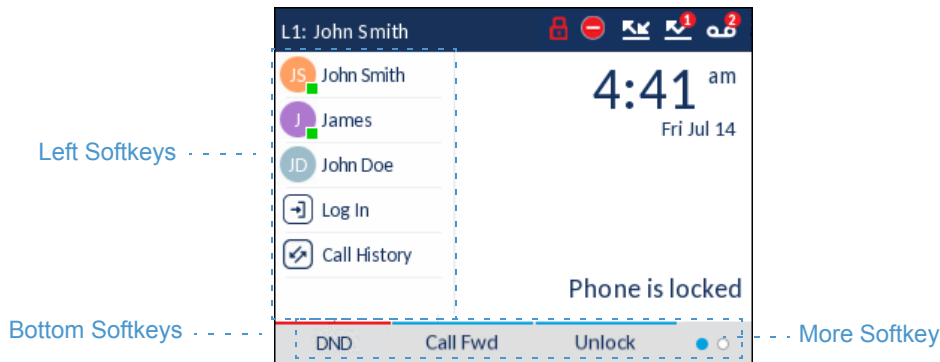 L1: John Smith
1
2
JS John Smith
4:41 am
J James
Fri Jul 14
Left Softkeys
JD John Doe
Log In
Call History
Phone is locked
Bottom Softkeys
DND Call Fwd Unlock
More Softkey